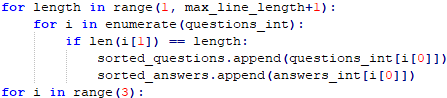 for length in range(1, max_line_length+1):
    for i in enumerate(questions_int):
        if len(i[1]) == length:
            sorted_questions.append(questions_int[i[0]])
            sorted_answers.append(answers_int[i[0]])
for i in range(3):